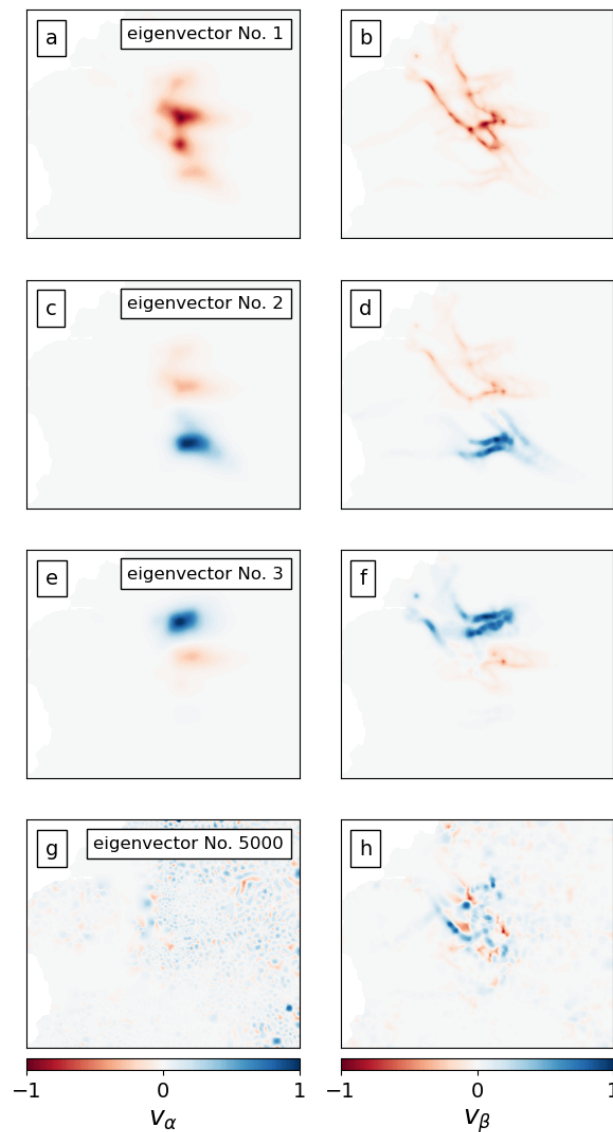 a eigenvector No. 1 b
c eigenvector No. 2 d
e eigenvector No. 3 f
g eigenvector No. 5000 h
−1 0 1 −1 0 1
vα vβ